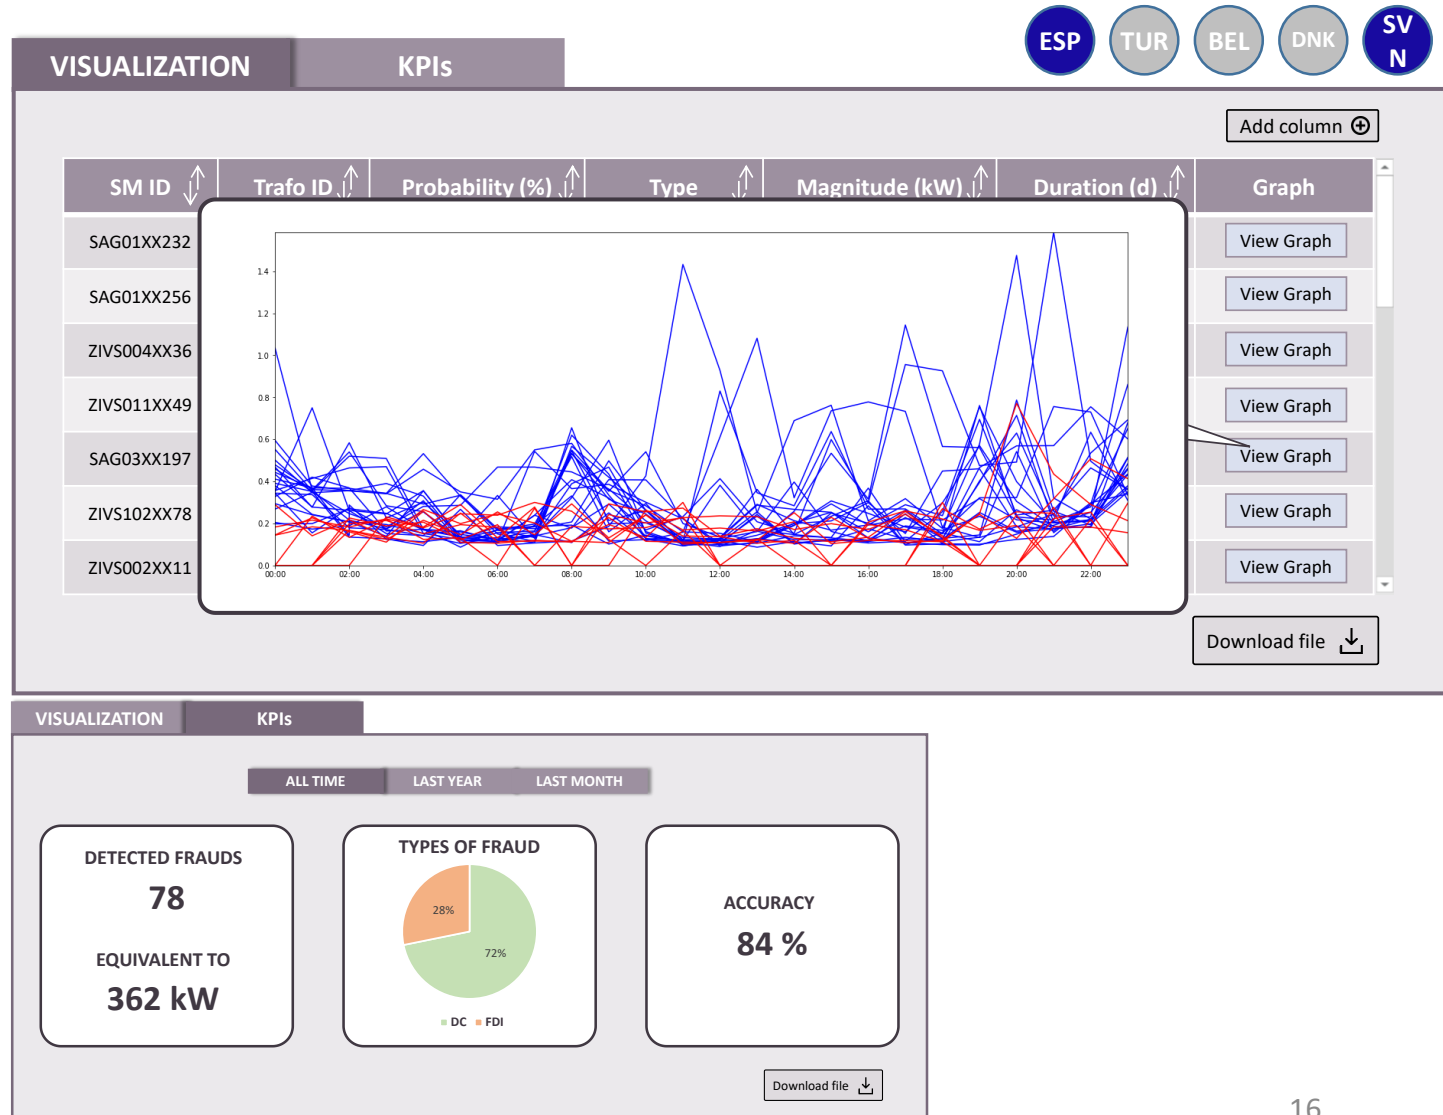 ESP TUR BEL DNK SV
N
VISUALIZATION KPIs
Add column
SM ID Trafo ID Probability (%) Type Magnitude (kW) Duration (d) Graph
SAG01XX232 View Graph
SAG01XX256 View Graph
ZIVS004XX36 View Graph
ZIVS011XX49 View Graph
SAG03XX197 View Graph
ZIVS102XX78 View Graph
ZIVS002XX11 View Graph
1.4
1.2
1.0
0.8
0.6
0.4
0.2
0.0
00:00 02:00 04:00 06:00 08:00 10:00 12:00 14:00 16:00 18:00 20:00 22:00
Download file
VISUALIZATION KPIs
ALL TIME LAST YEAR LAST MONTH
DETECTED FRAUDS
78
EQUIVALENT TO
362 kW
TYPES OF FRAUD
28%
72%
DC FDI
ACCURACY
84 %
Download file
16